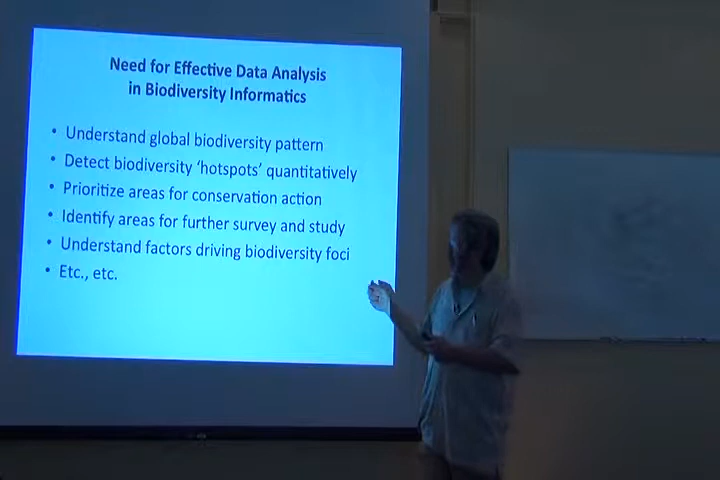 Need for Effective Data Analysis
in Biodiversity Informatics
• Understand global biodiversity pattern
• Detect biodiversity ‘hotspots’ quantitatively
• Prioritize areas for conservation action
• Identify areas for further survey and study
• Understand factors driving biodiversity foci
• Etc., etc.